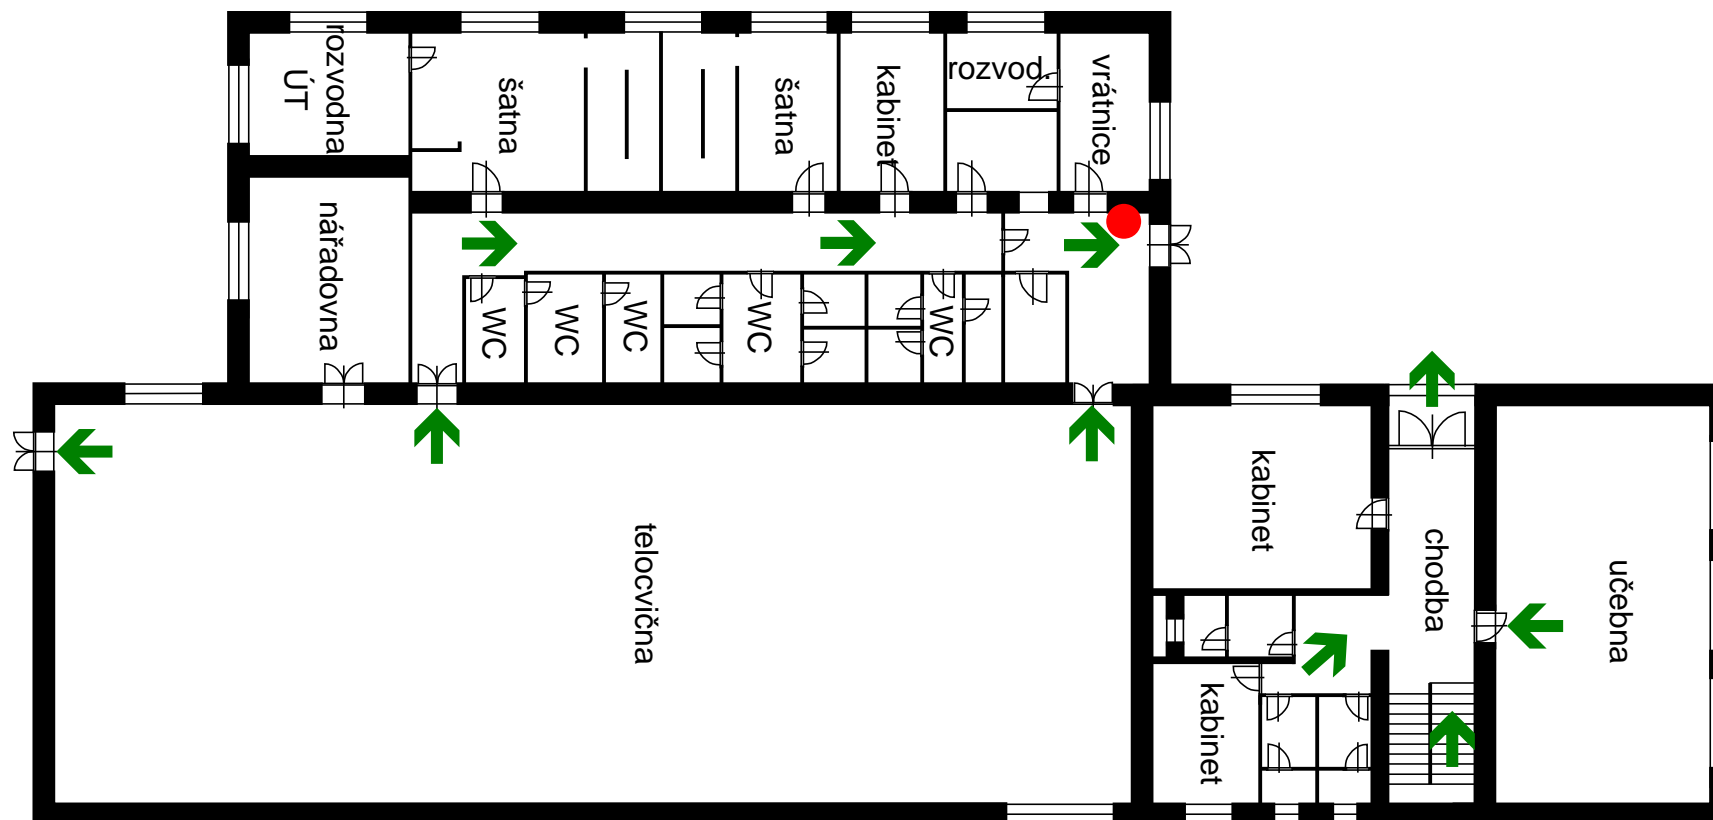 rozvodna
ÚT
šatna
šatna
kabinet
rozvod.
vrátnice
nářadovna
WC
WC
WC
WC
WC
telocvična
kabinet
chodba
učebna
kabinet